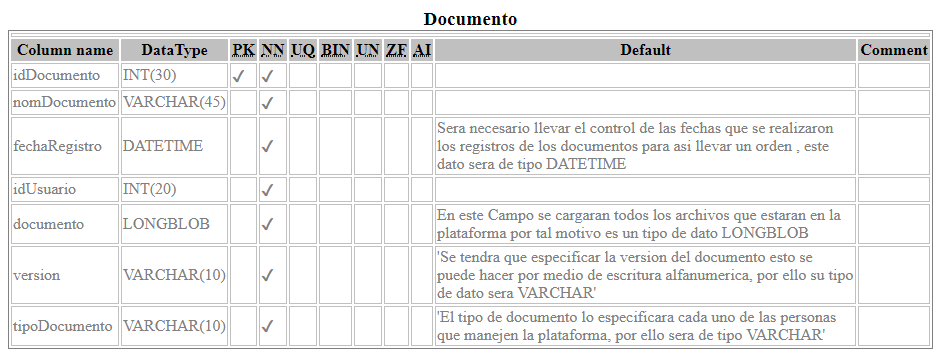 Documento
Column name DataType PK NN UQ BIN UN ZF AI Default Comment
idDocumento INT(30) ✔ ✔
nomDocumento VARCHAR(45) ✔
fechaRegistro DATETIME ✔ Sera necesario llevar el control de las fechas que se realizaron
los registros de los documentos para asi llevar un orden , este
dato sera de tipo DATETIME
idUsuario INT(20) ✔
documento LONGBLOB ✔ En este Campo se cargaran todos los archivos que estaran en la
plataforma por tal motivo es un tipo de dato LONGBLOB
version VARCHAR(10) ✔ 'Se tendra que especificar la version del documento esto se
puede hacer por medio de escritura alfanumerica, por ello su tipo
de dato sera VARCHAR'
tipoDocumento VARCHAR(10) ✔ 'El tipo de documento lo especificara cada uno de las personas
que manejen la plataforma, por ello sera de tipo VARCHAR'